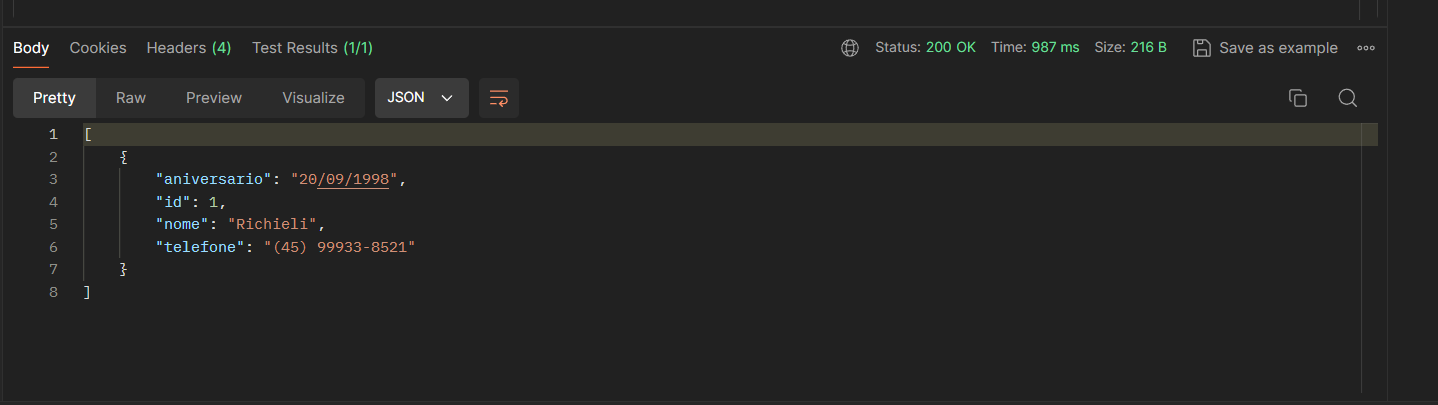 Body Cookies Headers (4) Test Results (1/1) Status: 200 OK Time: 987 ms Size: 216 B Save as example
Pretty Raw Preview Visualize JSON
1 [
2 {
3 "aniversario": "20/09/1998",
4 "id": 1,
5 "nome": "Richieli",
6 "telefone": "(45) 99933-8521"
7 }
8 ]